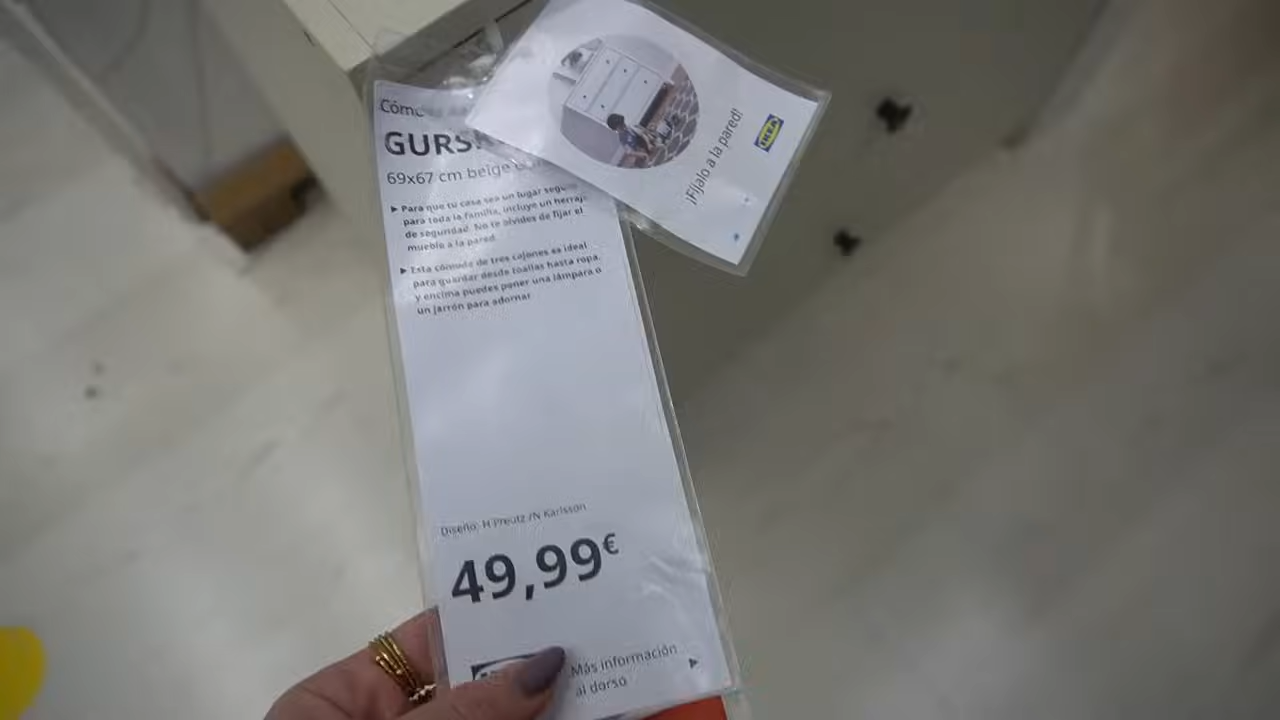 GURS
69x67 cm beige
▶ Para que tu casa sea un lugar
para toda la familia, incluye un
de seguridad. No te olvides de fijar el
mueble a la pared.
▶ Esta cómoda de tres cajones es ideal
para guardar desde toallas hasta ropa,
y encima puedes poner una lámpara o
un jarrón para adornar.
Diseño: H Preutz /N Karlsson
49,99€
Más información ▶
al dorso
¡Fíjalo a la pared!
IKEA